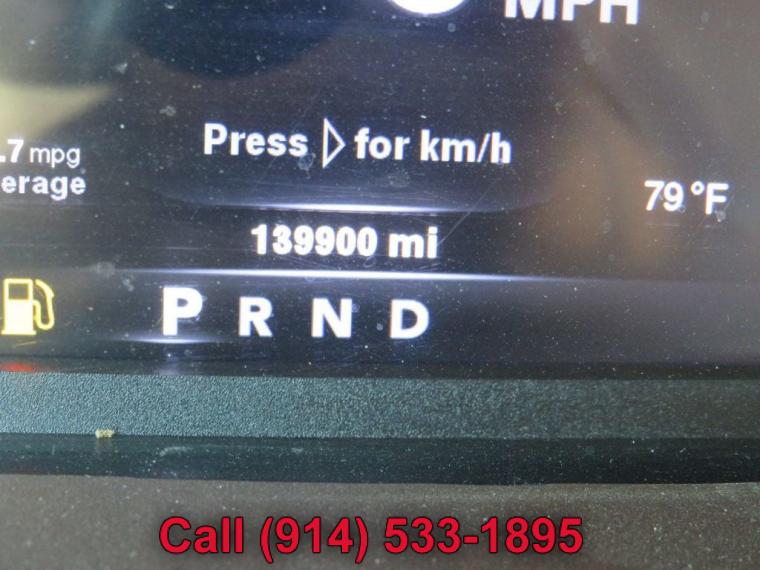 MPH
Press ▷ for km/h
.7 mpg
erage
79 °F
139900 mi
P R N D
Call (914) 533-1895